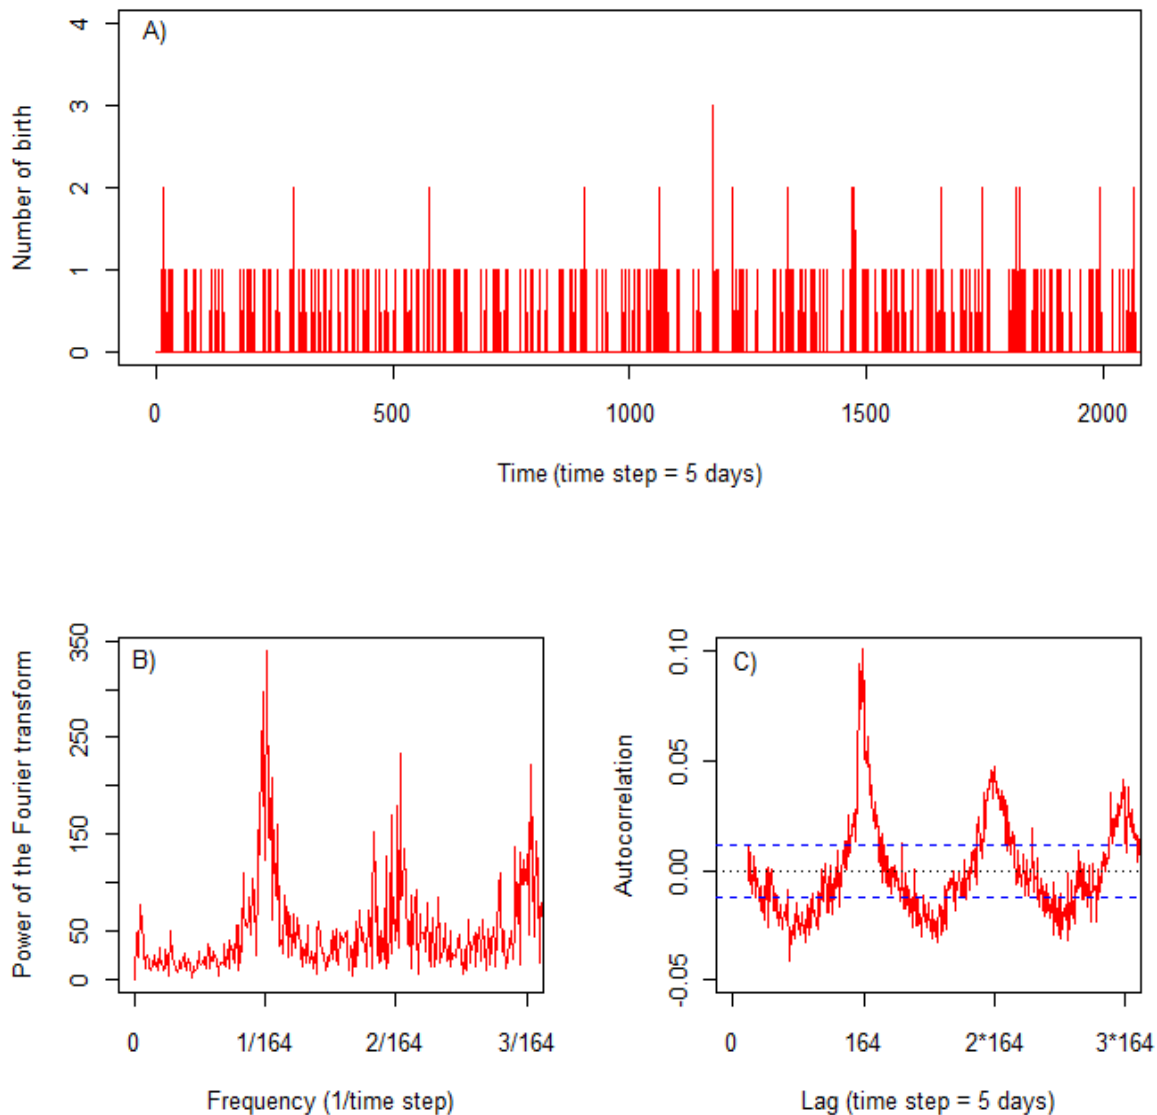 A)
Number of birth
4
3
2
1
0
0 500 1000 1500 2000
Time (time step = 5 days)
B)
Power of the Fourier transform
350
250
150
50
0
0 1/164 2/164 3/164
Frequency (1/time step)
C)
Autocorrelation
0.10
0.05
0.00
-0.05
0 164 2*164 3*164
Lag (time step = 5 days)